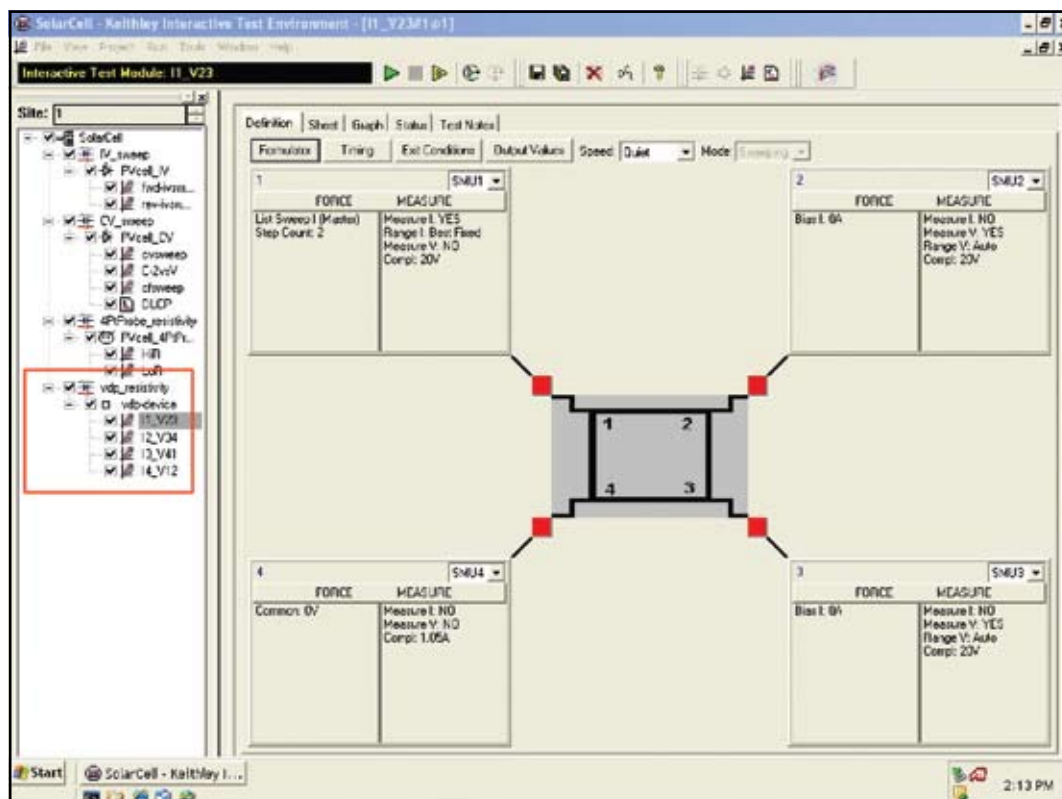 SolarCell - Keithley Interactive Test Environment - [I1_V23#1@1]
File View Project Run Tools Window Help
Interactive Test Module: I1_V23
Site: 1
SolarCell
IV_sweep
PVcell_IV
fwd-ivswe...
rev-ivswe...
CV_sweep
PVcell_CV
cvsweep
C-2vsV
cfsweep
DLCP
4PtProbe_resistivity
PVcell_4PtPr...
HiR
LoR
vdp_resistivity
vdp-device
I1_V23
I2_V34
I3_V41
I4_V12
Definition Sheet Graph Status Test Notes
Formulator Timing Exit Conditions Output Values Speed: Quiet Mode: Sweeping
1 SMU1
FORCE MEASURE
List Sweep I (Master)
Step Count: 2
Measure I: YES
Range I: Best Fixed
Measure V: NO
Compl: 20V
2 SMU2
FORCE MEASURE
Bias I: 0A
Measure I: NO
Measure V: YES
Range V: Auto
Compl: 20V
1 2
4 3
4 SMU4
FORCE MEASURE
Common: 0V
Measure I: NO
Measure V: NO
Compl: 1.05A
3 SMU3
FORCE MEASURE
Bias I: 0A
Measure I: NO
Measure V: YES
Range V: Auto
Compl: 20V
Start SolarCell - Keithley I...
2:13 PM